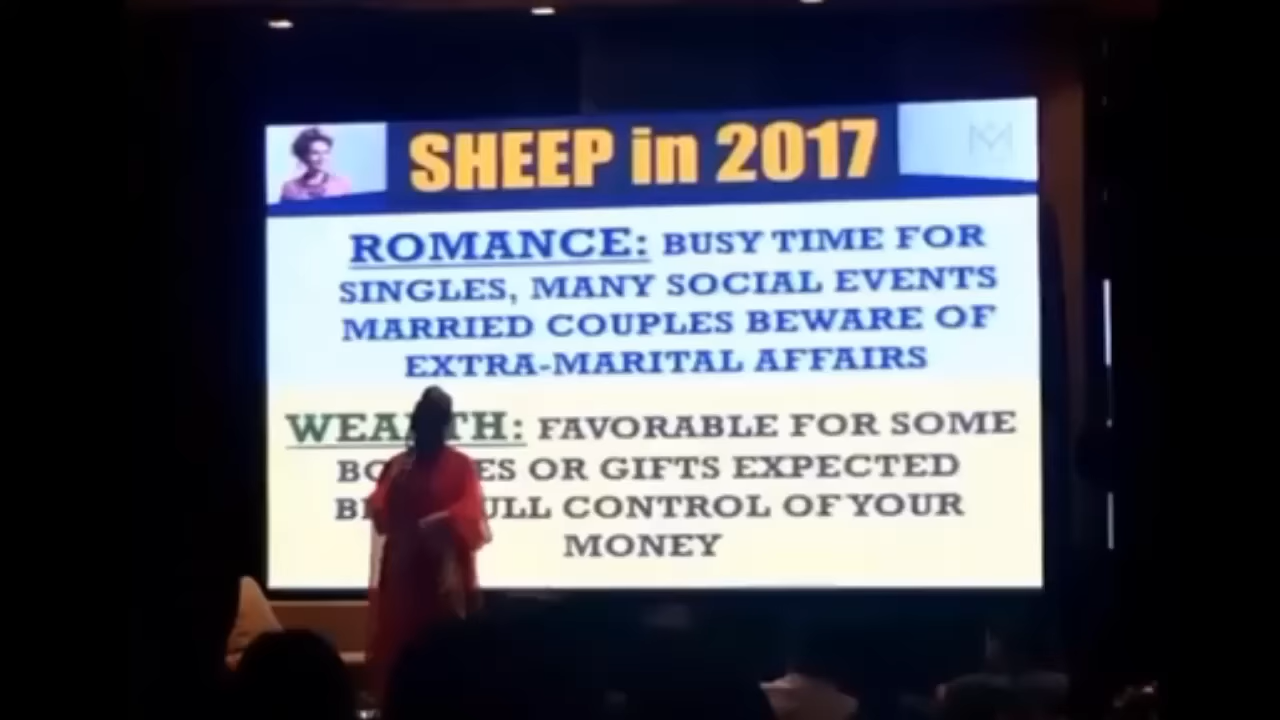 SHEEP in 2017
ROMANCE: BUSY TIME FOR
SINGLES, MANY SOCIAL EVENTS
MARRIED COUPLES BEWARE OF
EXTRA-MARITAL AFFAIRS
WEALTH: FAVORABLE FOR SOME
OR GIFTS EXPECTED
CONTROL OF YOUR
MONEY